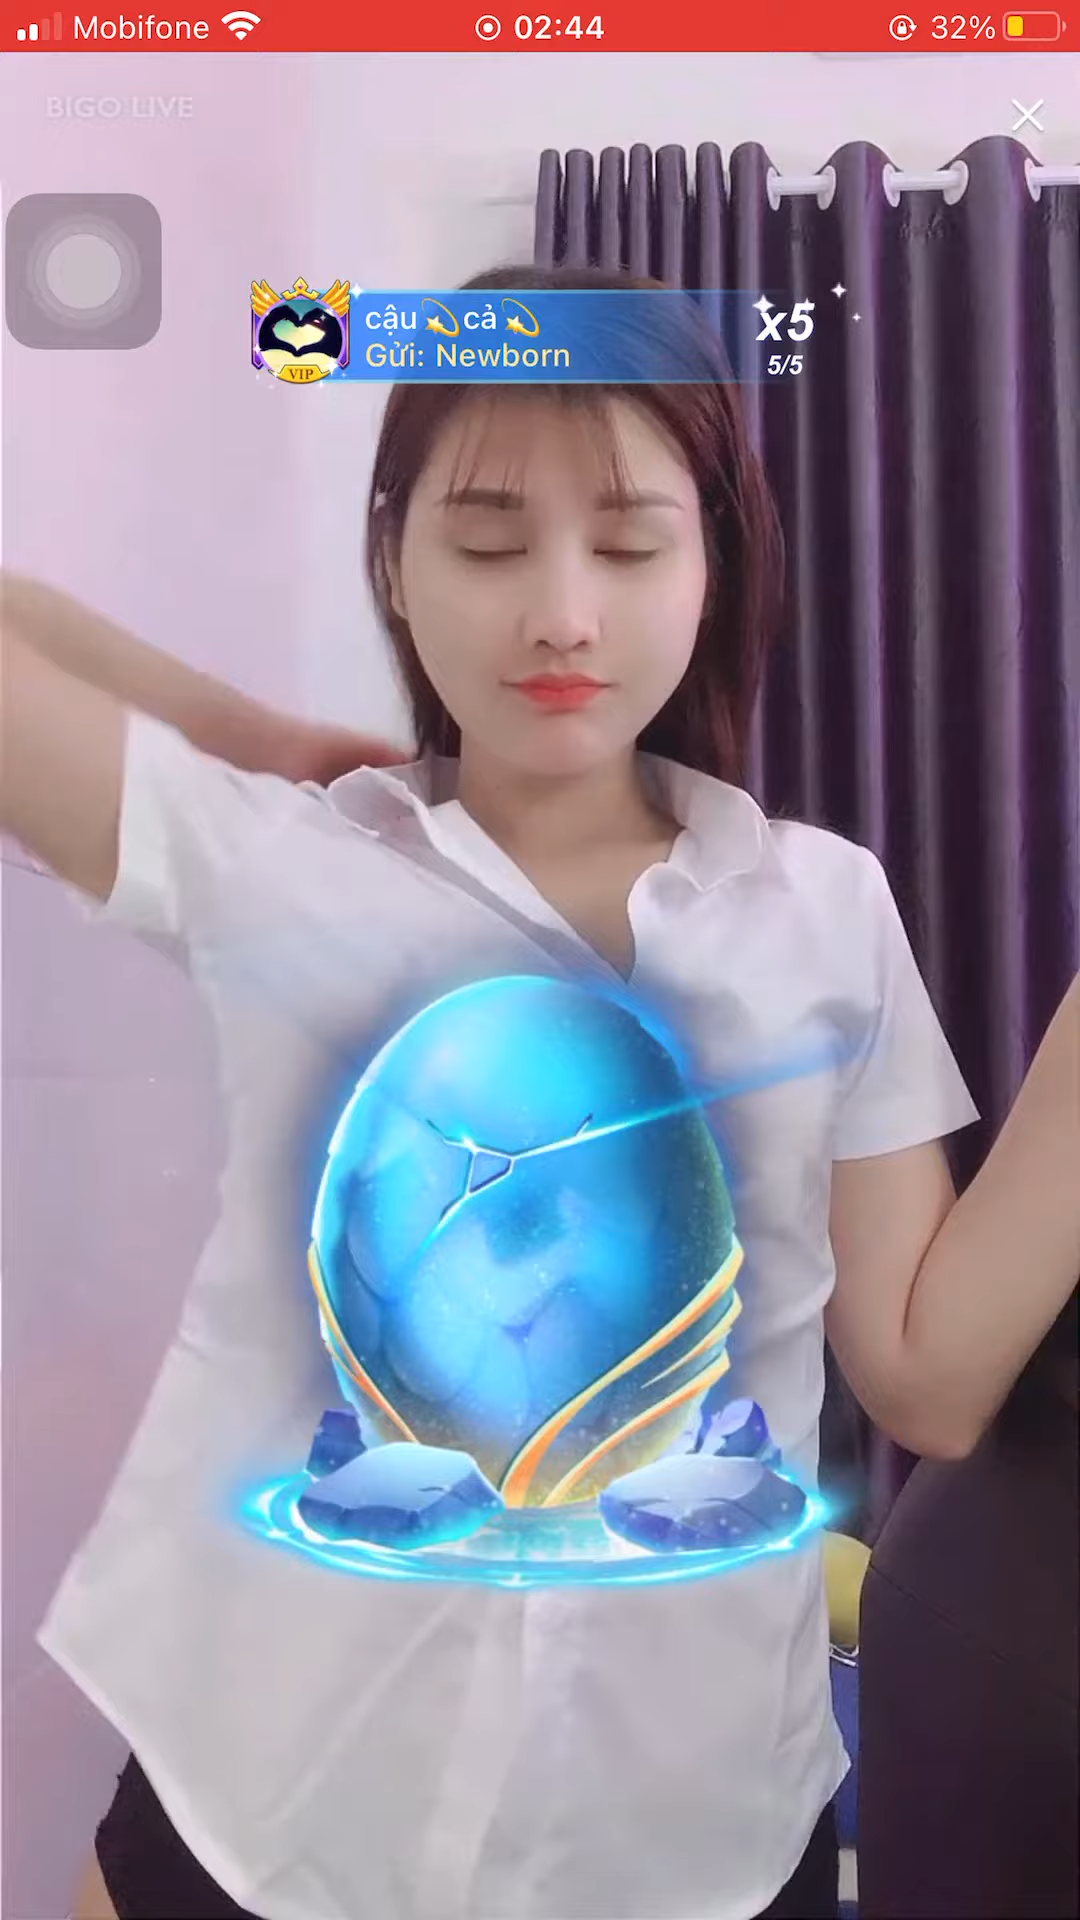 Mobifone 02:44 32%
BIGO LIVE
cậu💫cả💫
Gửi: Newborn
x5
5/5
VIP